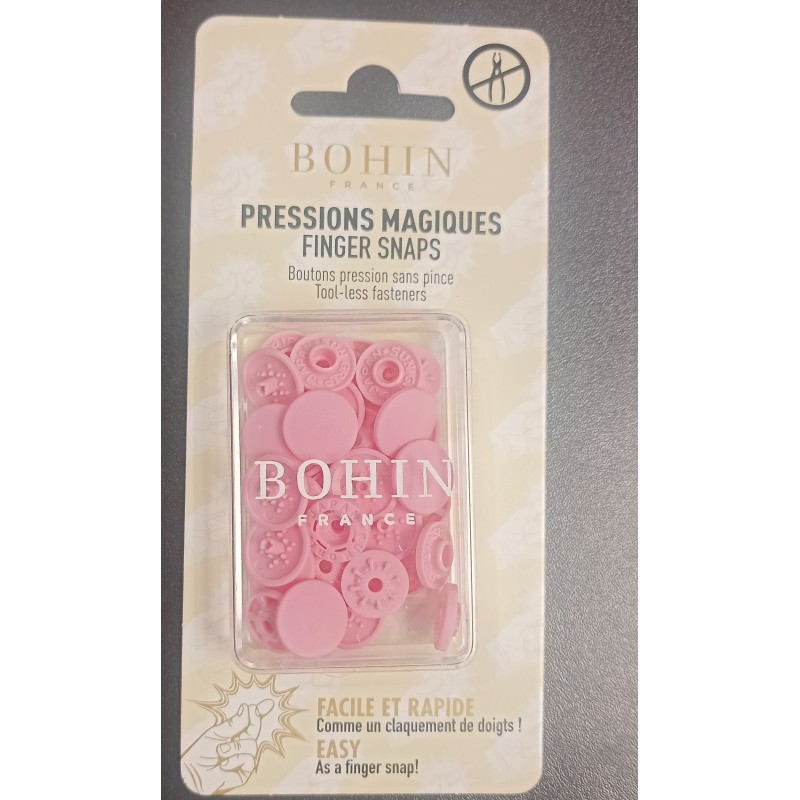 BOHIN
FRANCE
PRESSIONS MAGIQUES
FINGER SNAPS
Boutons pression sans pince
Tool-less fasteners
BOHIN
FRANCE
FACILE ET RAPIDE
Comme un claquement de doigts !
EASY
As a finger snap!